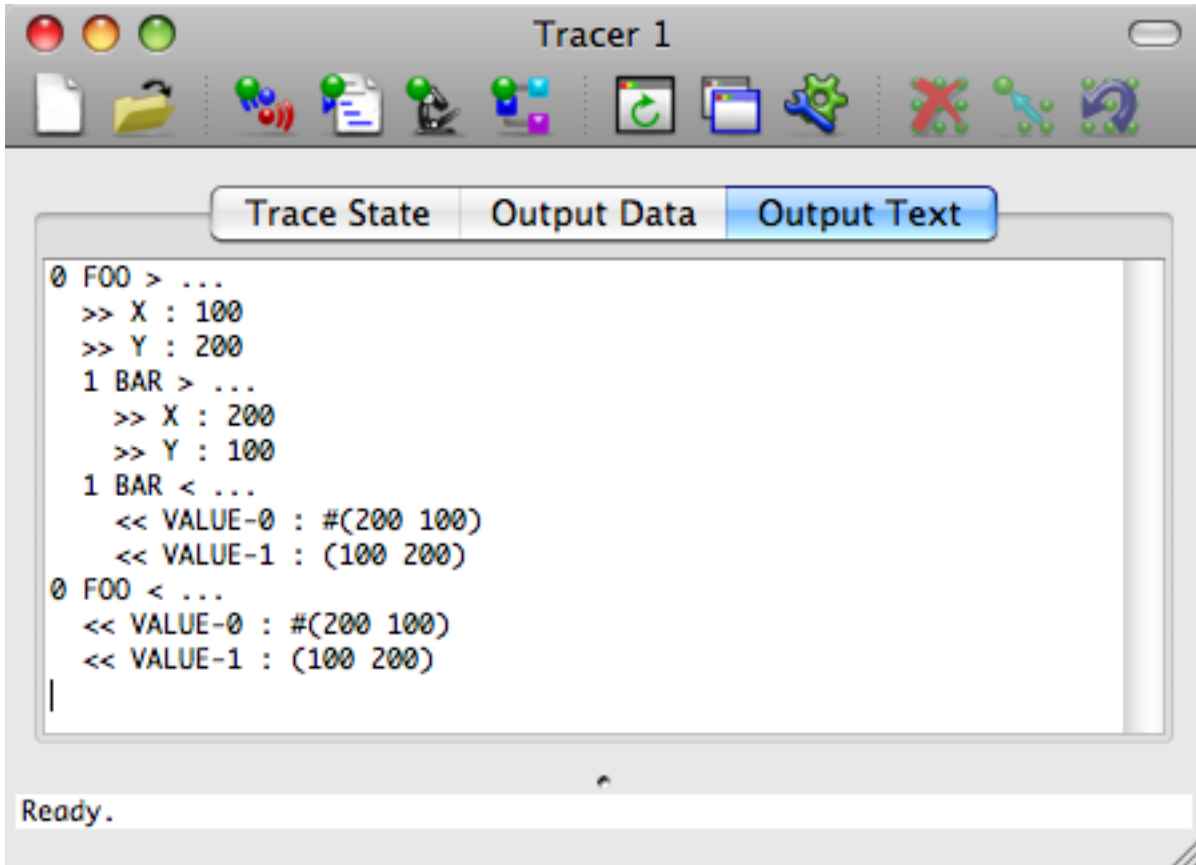 Tracer 1
Trace State Output Data Output Text
0 FOO > ...
>> X : 100
>> Y : 200
1 BAR > ...
>> X : 200
>> Y : 100
1 BAR < ...
<< VALUE-0 : #(200 100)
<< VALUE-1 : (100 200)
0 FOO < ...
<< VALUE-0 : #(200 100)
<< VALUE-1 : (100 200)
Ready.